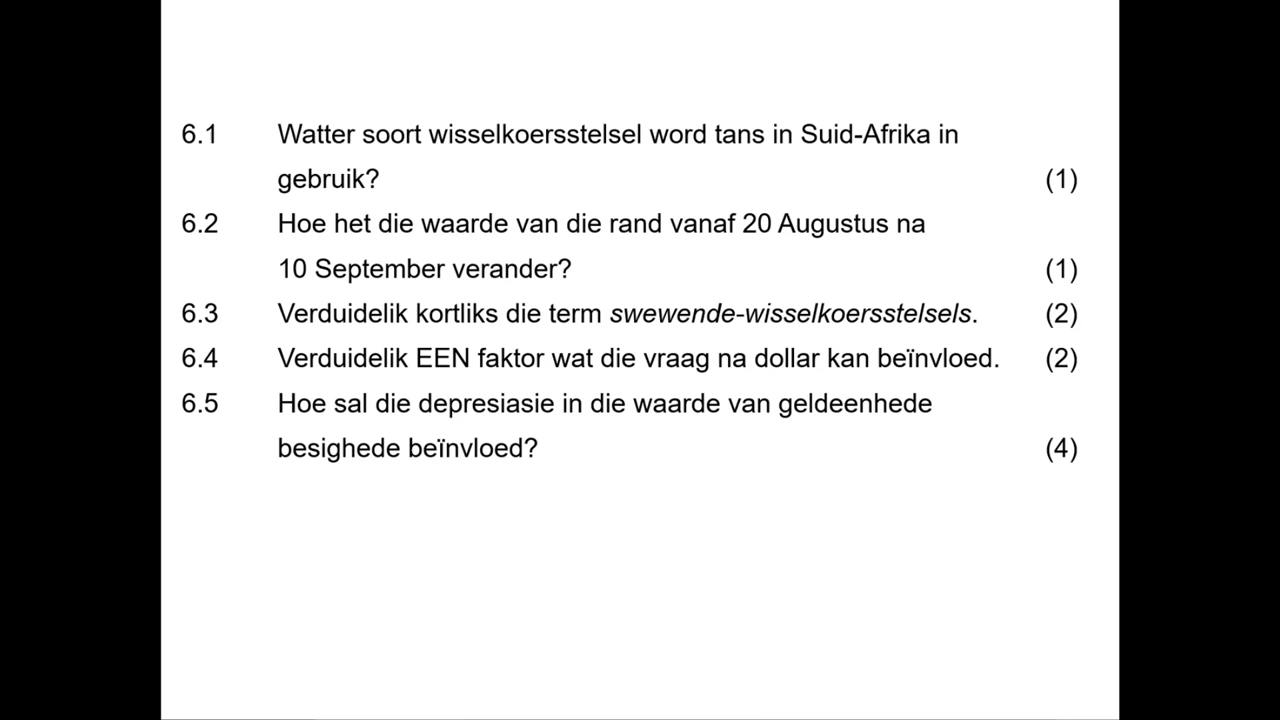 6.1 Watter soort wisselkoersstelsel word tans in Suid-Afrika in
gebruik? (1)
6.2 Hoe het die waarde van die rand vanaf 20 Augustus na
10 September verander? (1)
6.3 Verduidelik kortliks die term swewende-wisselkoersstelsels. (2)
6.4 Verduidelik EEN faktor wat die vraag na dollar kan beïnvloed. (2)
6.5 Hoe sal die depresiasie in die waarde van geldeenhede
besighede beïnvloed? (4)